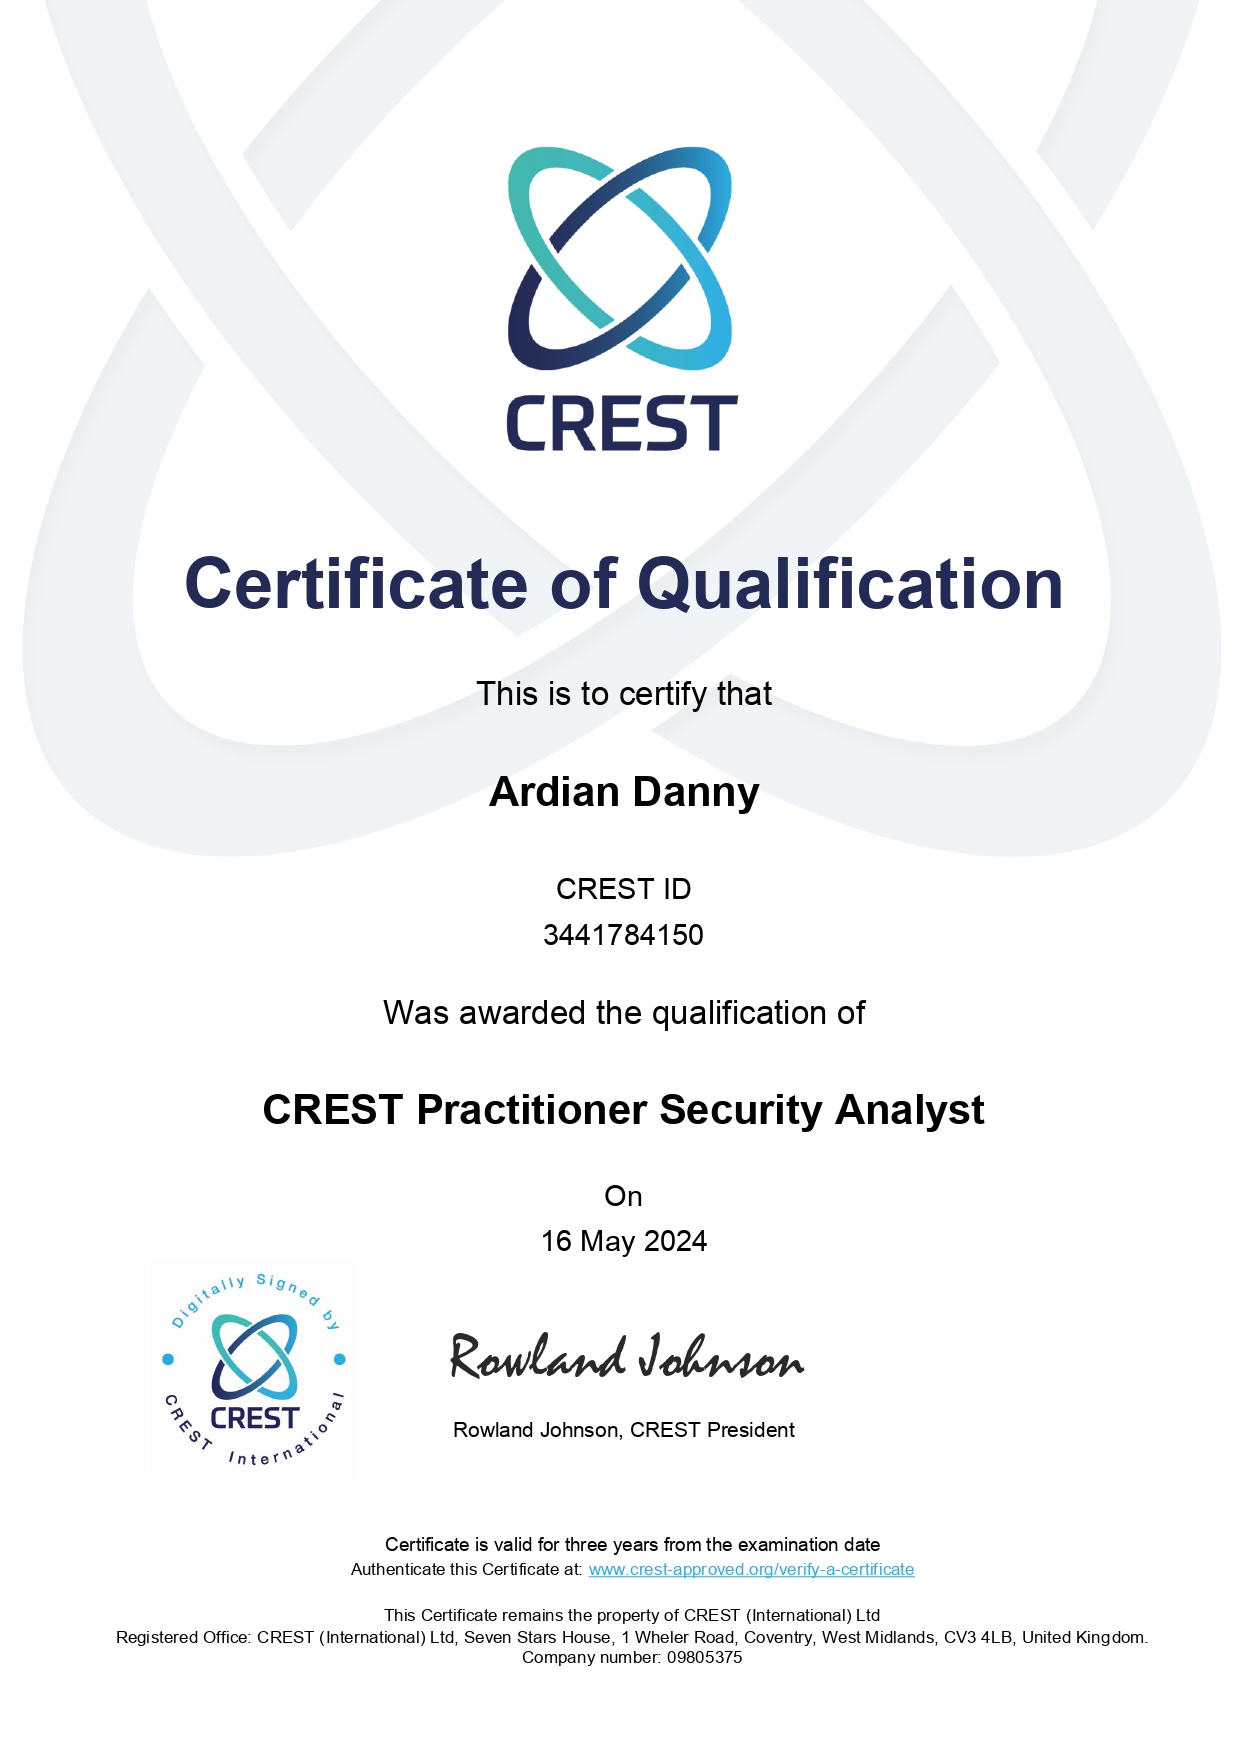 CREST
Certificate of Qualification
This is to certify that
Ardian Danny
CREST ID
3441784150
Was awarded the qualification of
CREST Practitioner Security Analyst
On
16 May 2024
Digitally Signed by
CREST
CREST International
Rowland Johnson
Rowland Johnson, CREST President
Certificate is valid for three years from the examination date
Authenticate this Certificate at: www.crest-approved.org/verify-a-certificate
This Certificate remains the property of CREST (International) Ltd
Registered Office: CREST (International) Ltd, Seven Stars House, 1 Wheler Road, Coventry, West Midlands, CV3 4LB, United Kingdom.
Company number: 09805375